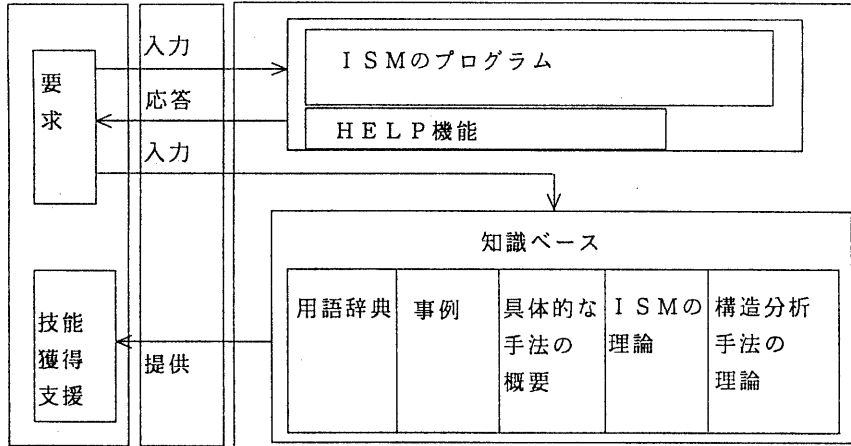 要
求
入力
応答
入力
ＩＳＭのプログラム
ＨＥＬＰ機能
知識ベース
用語辞典
事例
具体的な
手法の
概要
ＩＳＭの
理論
構造分析
手法の
理論
技能
獲得
支援
提供